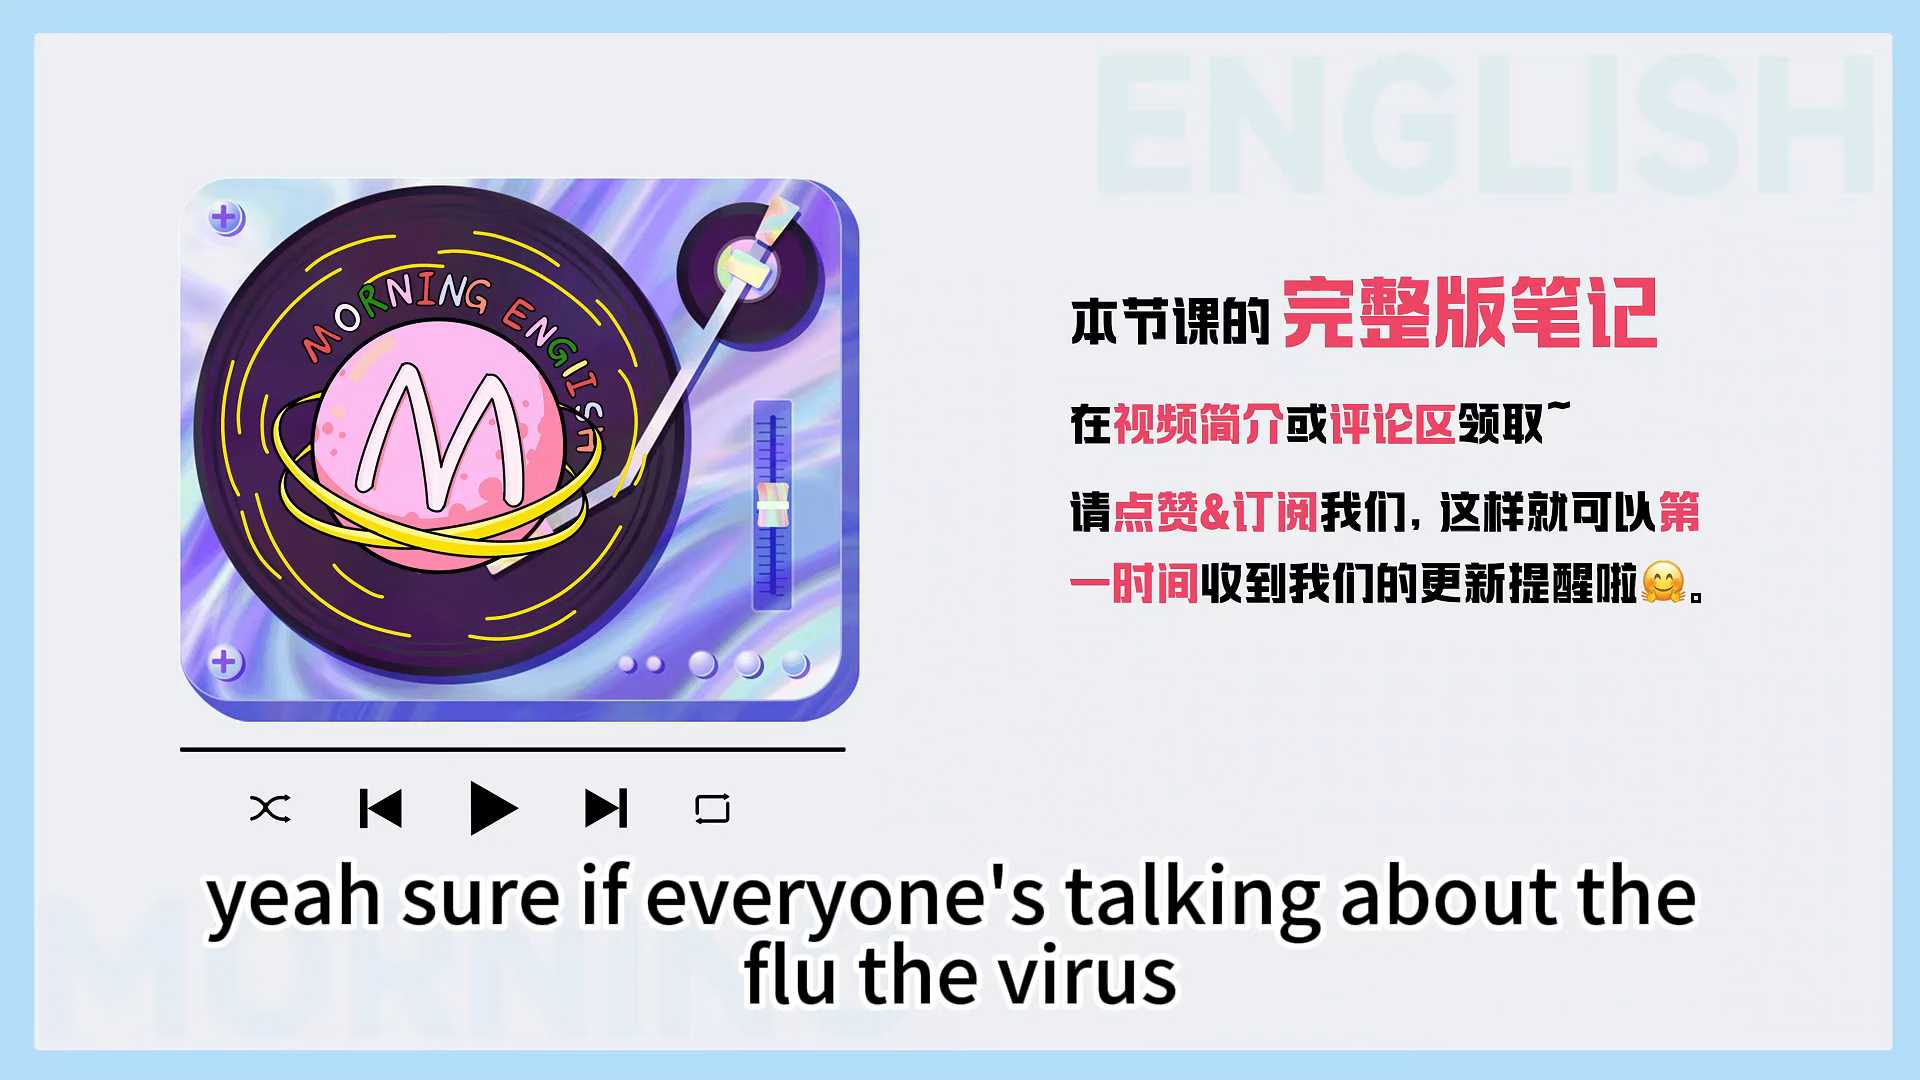 ENGLISH
MORNING ENGLISH
M
本节课的完整版笔记
在视频简介或评论区领取~
请点赞&订阅我们，这样就可以第
一时间收到我们的更新提醒啦🤗。
MORNING
yeah sure if everyone's talking about the
flu the virus